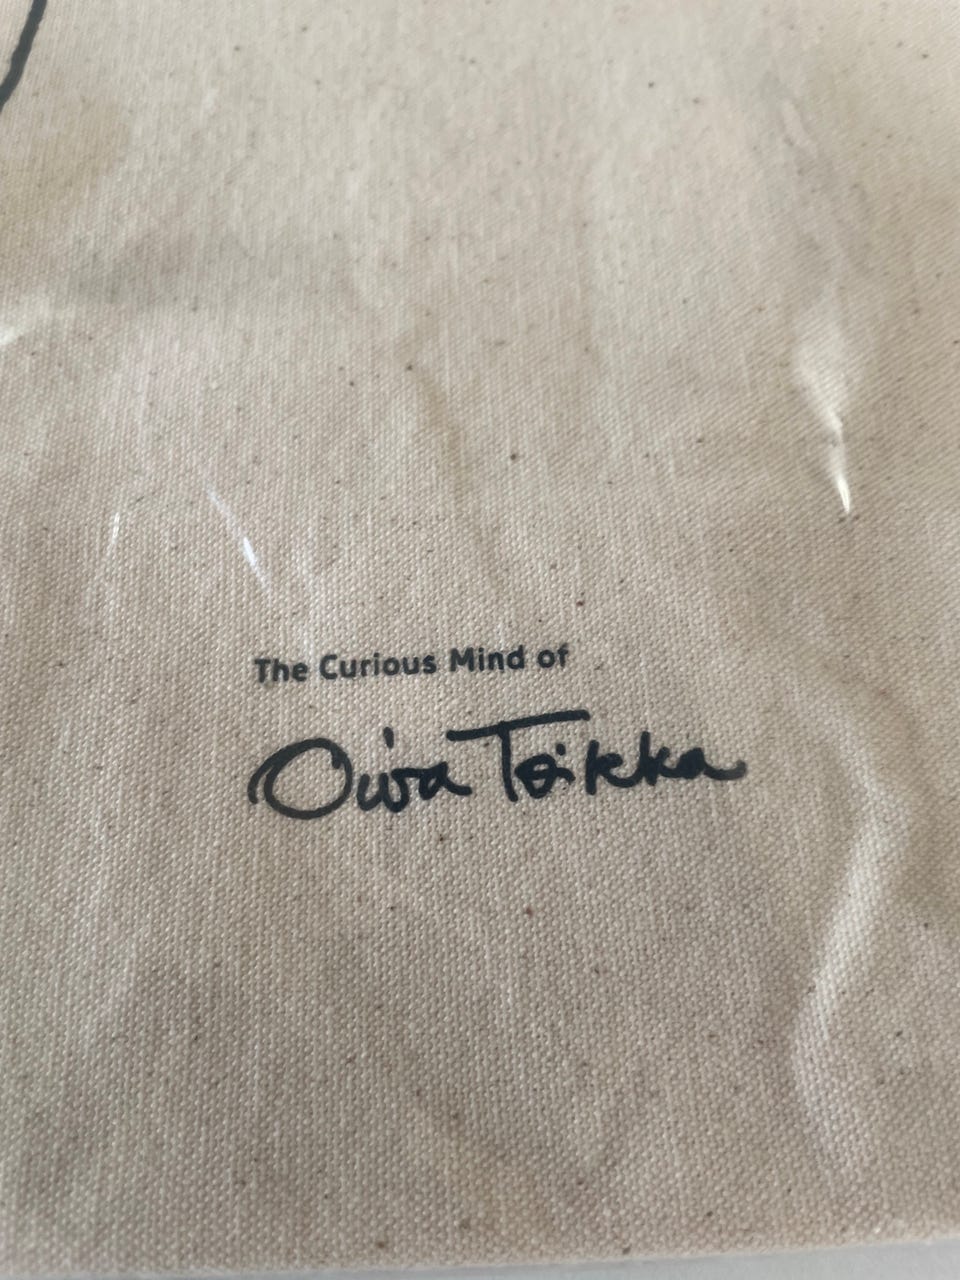 The Curious Mind of
Oiva Toikka